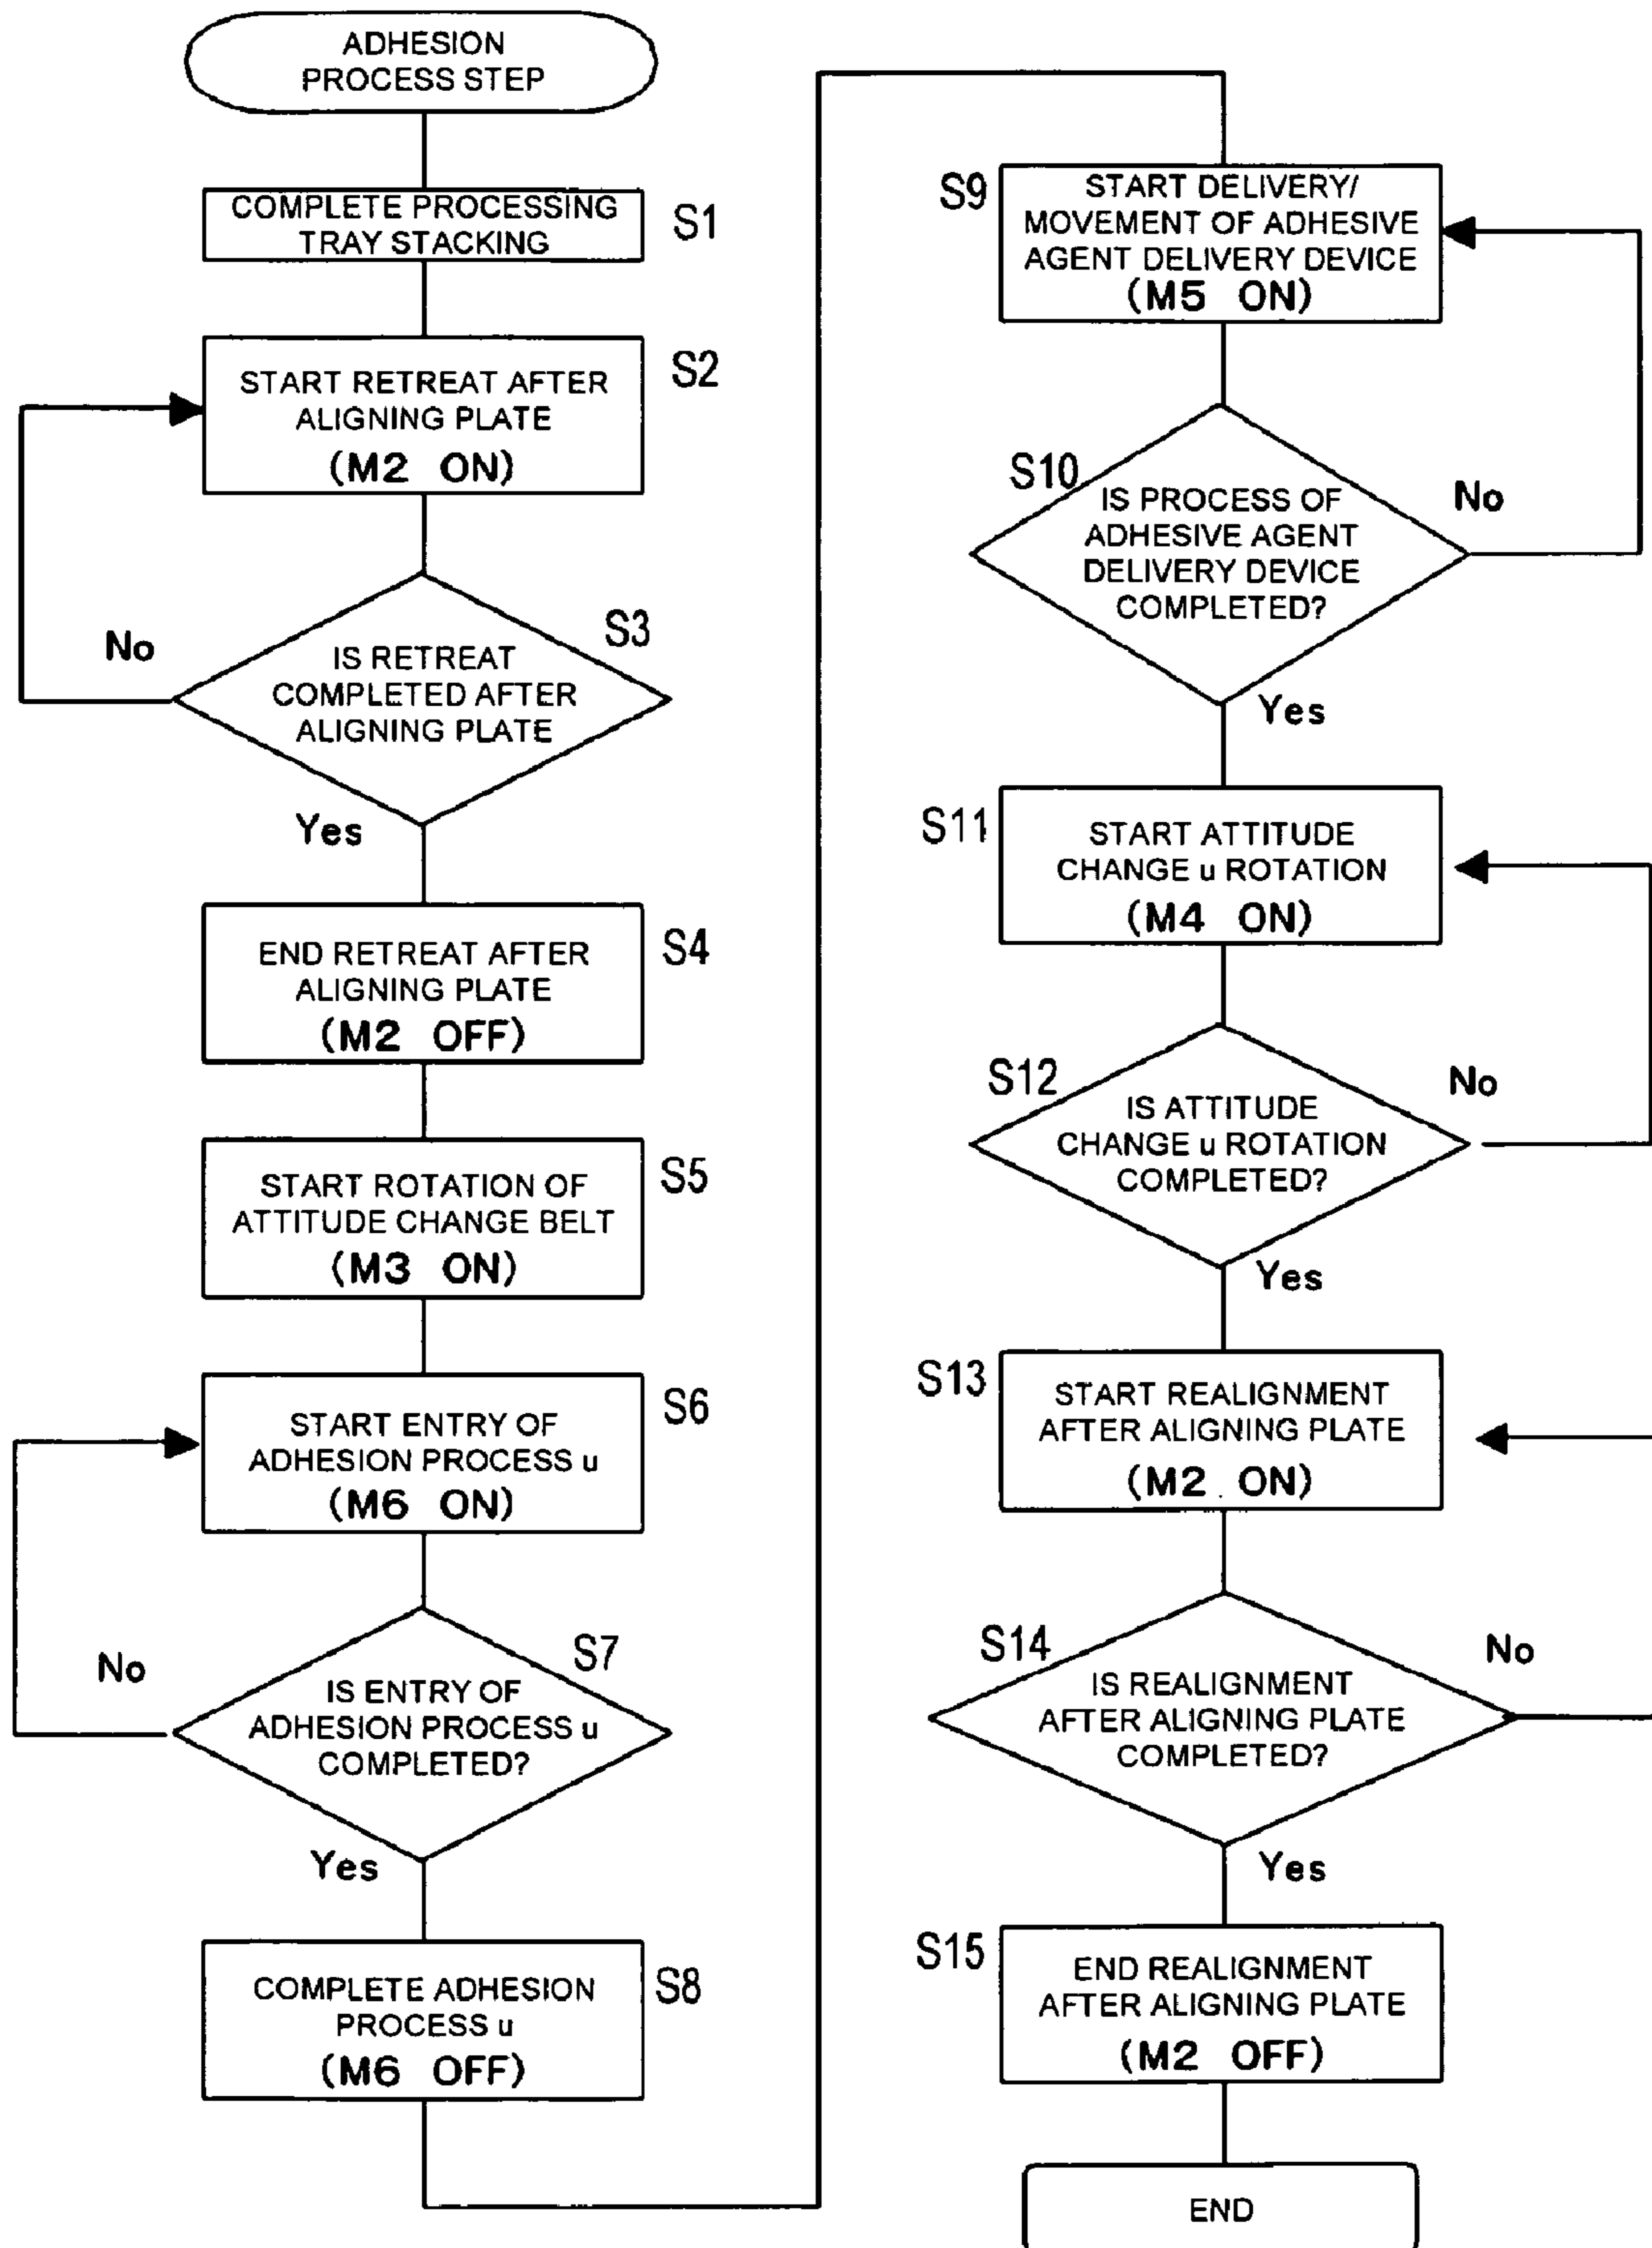 ADHESION
PROCESS STEP
COMPLETE PROCESSING
TRAY STACKING
S1
START RETREAT AFTER
ALIGNING PLATE
(M2 ON)
S2
IS RETREAT
COMPLETED AFTER
ALIGNING PLATE
S3
No
Yes
END RETREAT AFTER
ALIGNING PLATE
(M2 OFF)
S4
START ROTATION OF
ATTITUDE CHANGE BELT
(M3 ON)
S5
START ENTRY OF
ADHESION PROCESS u
(M6 ON)
S6
IS ENTRY OF
ADHESION PROCESS u
COMPLETED?
S7
No
Yes
COMPLETE ADHESION
PROCESS u
(M6 OFF)
S8
S9
START DELIVERY/
MOVEMENT OF ADHESIVE
AGENT DELIVERY DEVICE
(M5 ON)
S10
IS PROCESS OF
ADHESIVE AGENT
DELIVERY DEVICE
COMPLETED?
No
Yes
S11
START ATTITUDE
CHANGE u ROTATION
(M4 ON)
S12
IS ATTITUDE
CHANGE u ROTATION
COMPLETED?
No
Yes
S13
START REALIGNMENT
AFTER ALIGNING PLATE
(M2 ON)
S14
IS REALIGNMENT
AFTER ALIGNING PLATE
COMPLETED?
No
Yes
S15
END REALIGNMENT
AFTER ALIGNING PLATE
(M2 OFF)
END